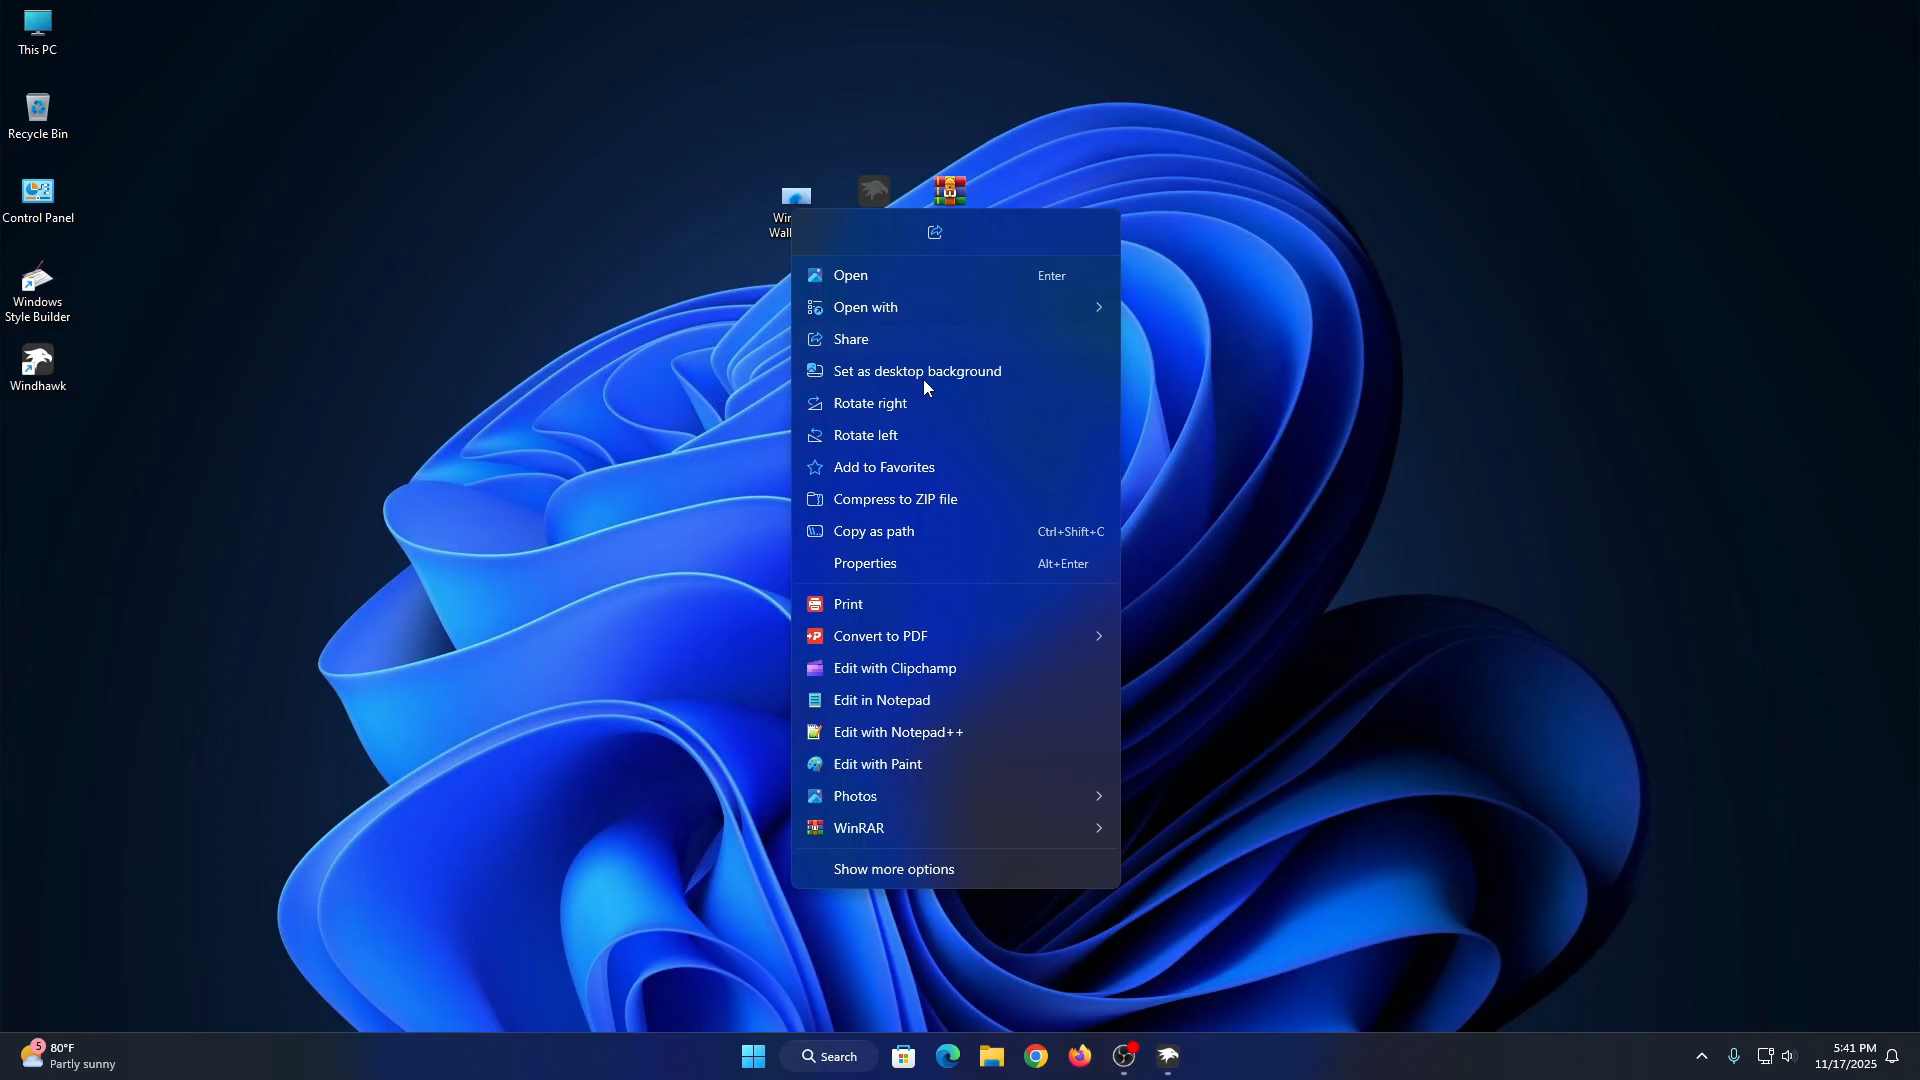 This PC
Recycle Bin
Control Panel
Windows
Style Builder
Windhawk
Open Enter
Open with
Share
Set as desktop background
Rotate right
Rotate left
Add to Favorites
Compress to ZIP file
Copy as path Ctrl+Shift+C
Properties Alt+Enter
Print
Convert to PDF
Edit with Clipchamp
Edit in Notepad
Edit with Notepad++
Edit with Paint
Photos
WinRAR
Show more options
5
80°F
Partly sunny
Search
5:41 PM
11/17/2025